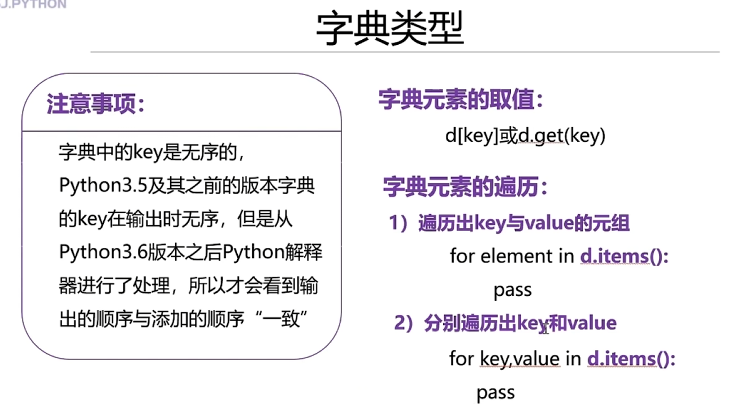 J.PYTHON
字典类型
注意事项：
字典中的key是无序的，
Python3.5及其之前的版本字典
的key在输出时无序，但是从
Python3.6版本之后Python解释
器进行了处理，所以才会看到输
出的顺序与添加的顺序“一致”
字典元素的取值：
d[key]或d.get(key)
字典元素的遍历：
1）遍历出key与value的元组
for element in d.items():
pass
2）分别遍历出key和value
for key,value in d.items():
pass